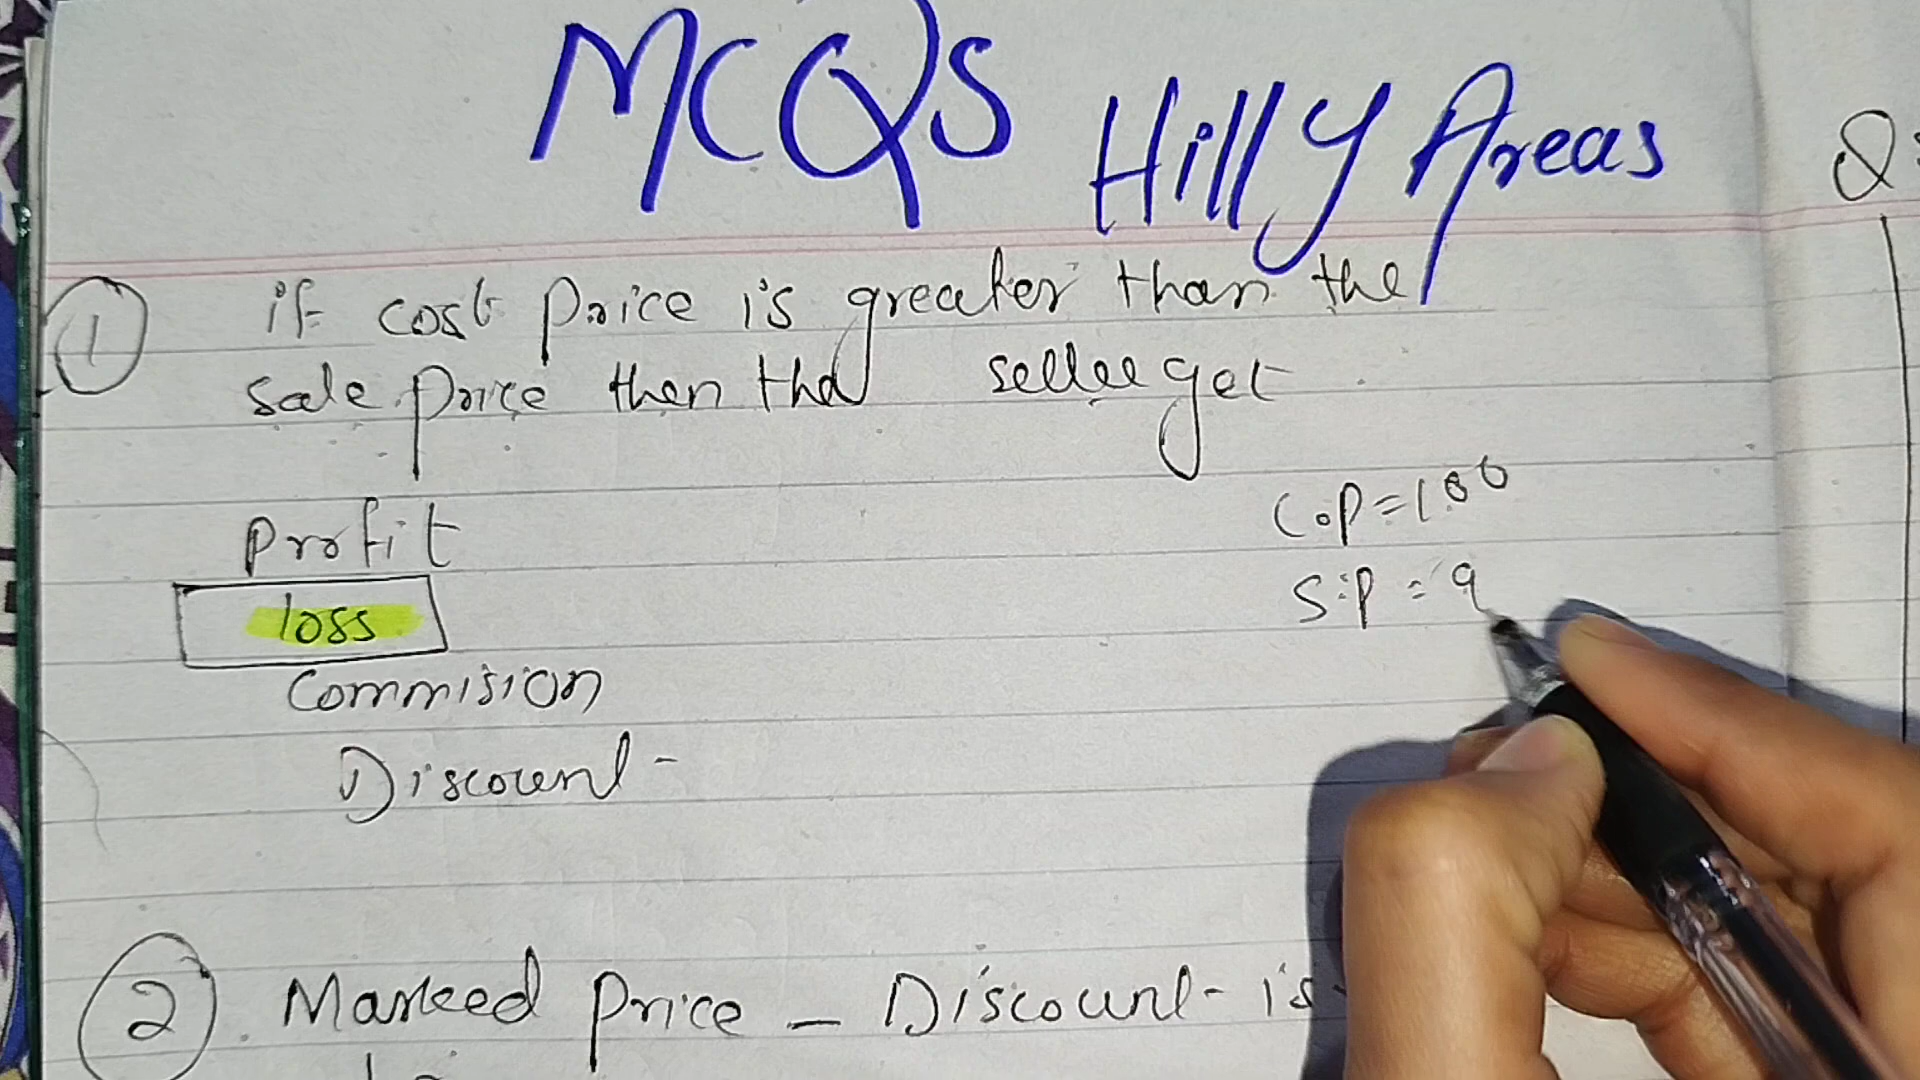 MCQS Hilly Areas
Q
1 if cost price is greater than the
sale price then the seller get
Profit
loss
Commision
Discount -
C.P = 100
S.P = 9
2 Marked Price - Discount - is